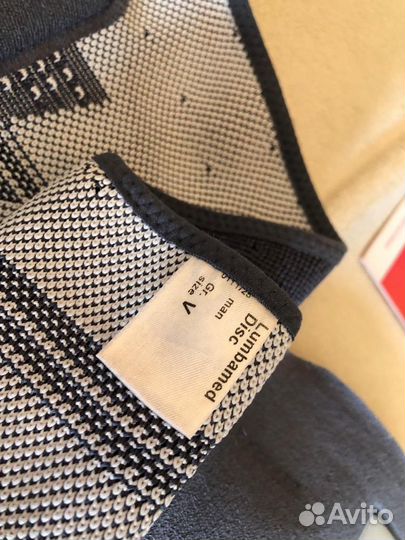 Lumbamed
Disc
man
Gr.
size
V
Avito